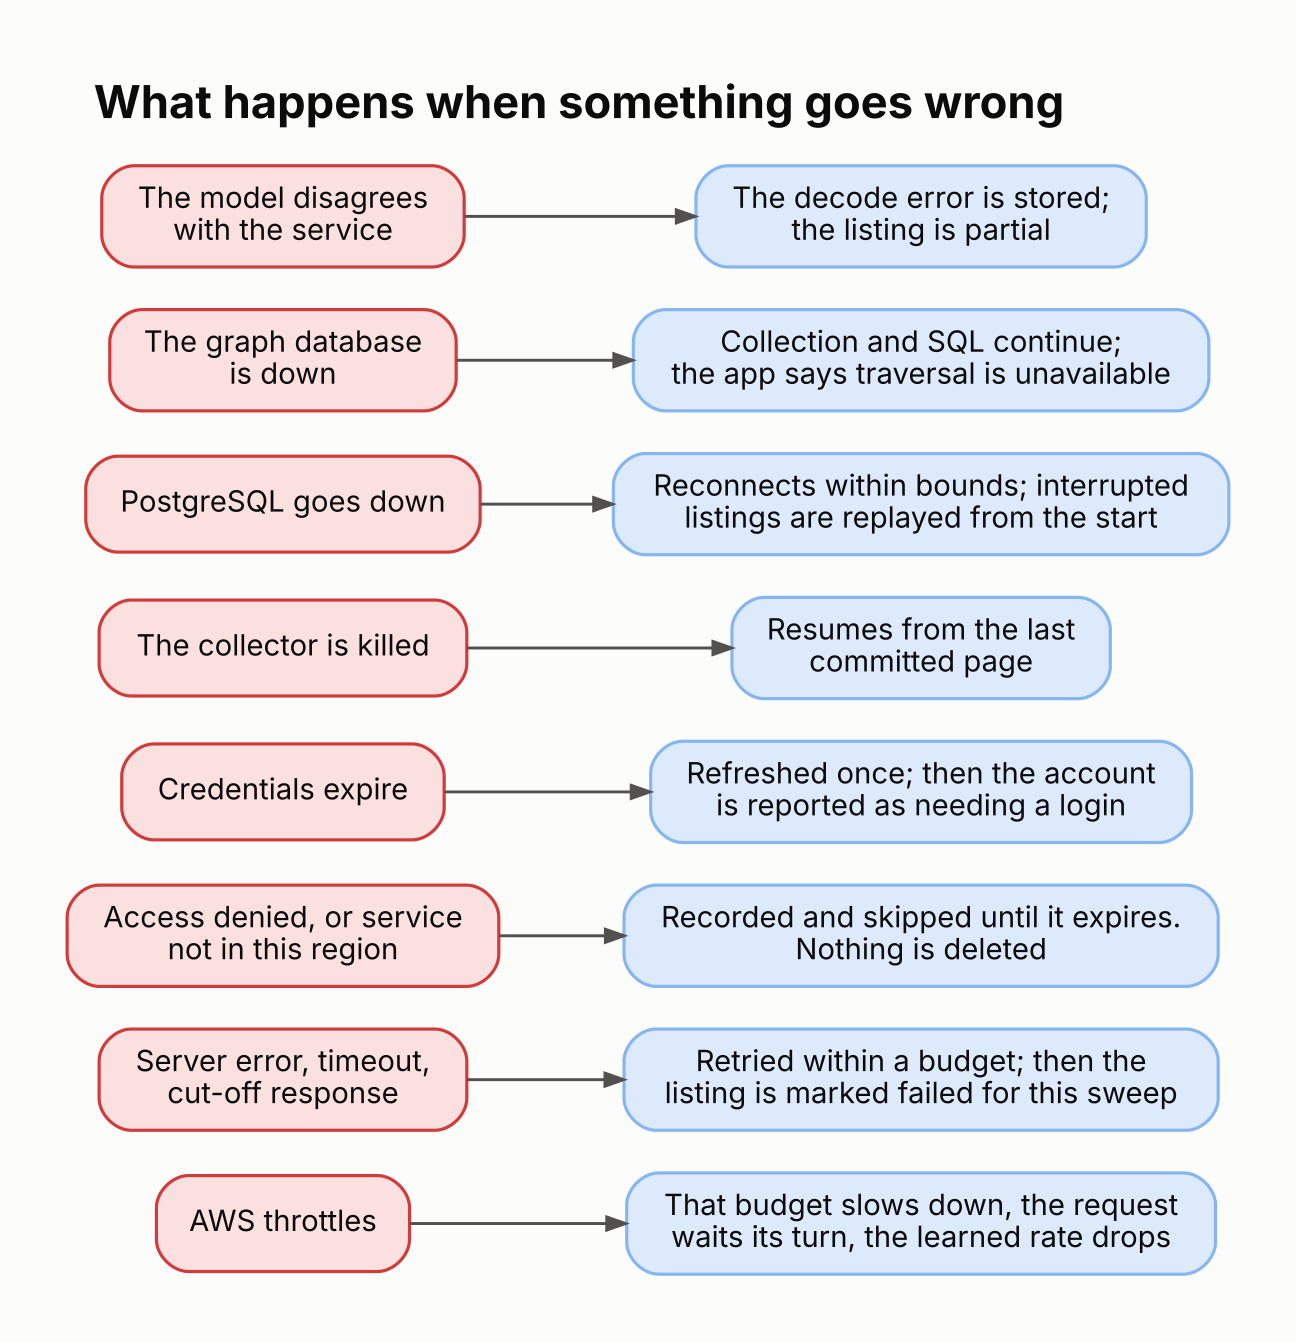 What happens when something goes wrong
The model disagrees
with the service
The decode error is stored;
the listing is partial
The graph database
is down
Collection and SQL continue;
the app says traversal is unavailable
PostgreSQL goes down
Reconnects within bounds; interrupted
listings are replayed from the start
The collector is killed
Resumes from the last
committed page
Credentials expire
Refreshed once; then the account
is reported as needing a login
Access denied, or service
not in this region
Recorded and skipped until it expires.
Nothing is deleted
Server error, timeout,
cut-off response
Retried within a budget; then the
listing is marked failed for this sweep
AWS throttles
That budget slows down, the request
waits its turn, the learned rate drops